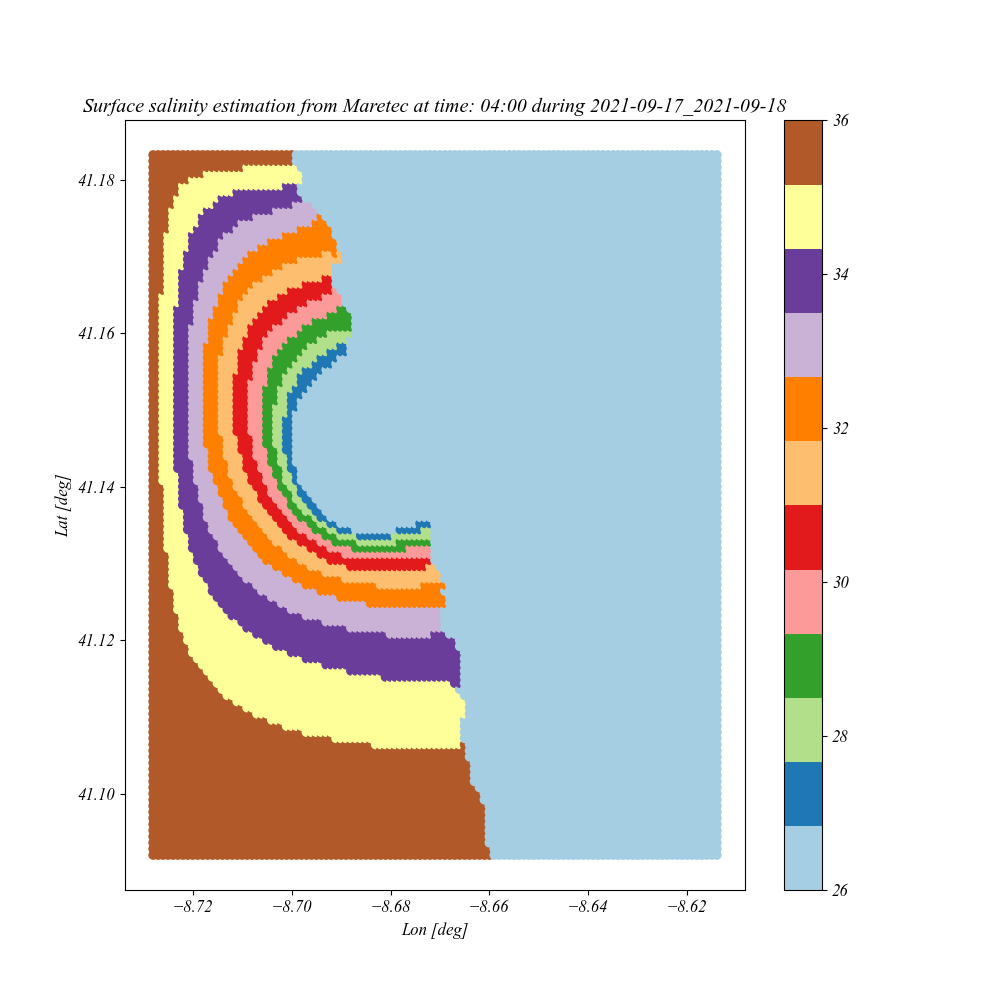 Surface salinity estimation from Maretec at time: 04:00 during 2021-09-17_2021-09-18
41.18
41.16
41.14
41.12
41.10
Lat [deg]
−8.72 −8.70 −8.68 −8.66 −8.64 −8.62
Lon [deg]
36
34
32
30
28
26